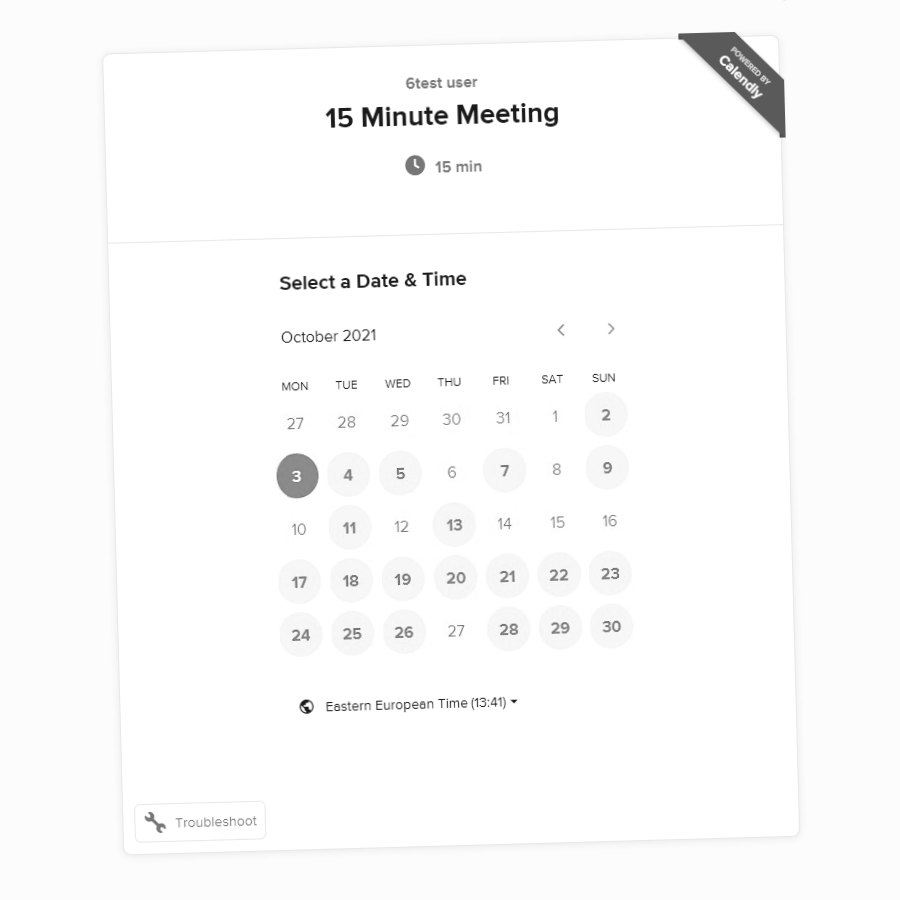 POWERED BY
Calendly
6test user
15 Minute Meeting
15 min
Select a Date & Time
October 2021
MON TUE WED THU FRI SAT SUN
27 28 29 30 31 1 2
3 4 5 6 7 8 9
10 11 12 13 14 15 16
17 18 19 20 21 22 23
24 25 26 27 28 29 30
Eastern European Time (13:41)
Troubleshoot